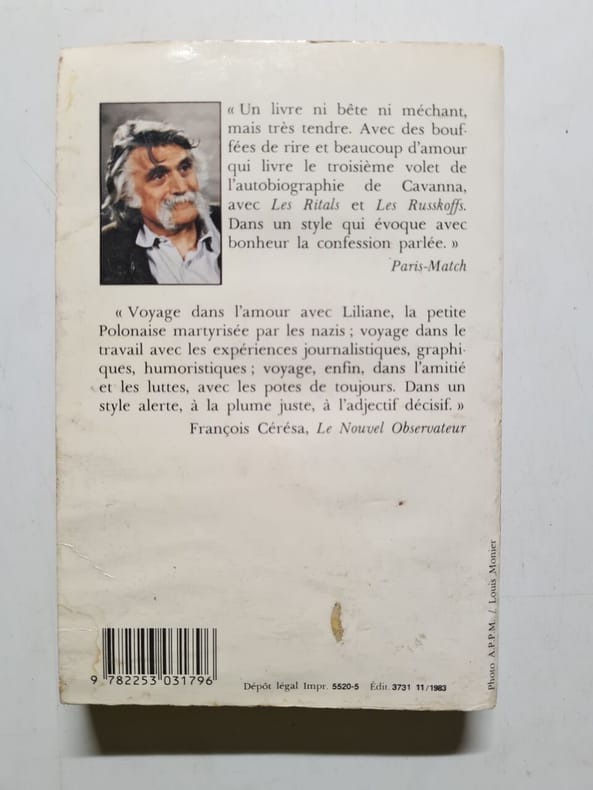 « Un livre ni bête ni méchant,
mais très tendre. Avec des bouf-
fées de rire et beaucoup d'amour
qui livre le troisième volet de
l'autobiographie de Cavanna,
avec Les Ritals et Les Russkoffs.
Dans un style qui évoque avec
bonheur la confession parlée. »
Paris-Match
« Voyage dans l'amour avec Liliane, la petite
Polonaise martyrisée par les nazis ; voyage dans le
travail avec les expériences journalistiques, graphi-
ques, humoristiques ; voyage, enfin, dans l'amitié
et les luttes, avec les potes de toujours. Dans un
style alerte, à la plume juste, à l'adjectif décisif. »
François Cérésa, Le Nouvel Observateur
Photo A.P.P.M. / Louis Monier
9 782253 031796
Dépôt légal Impr. 5520-5 Édit. 3731 11/1983